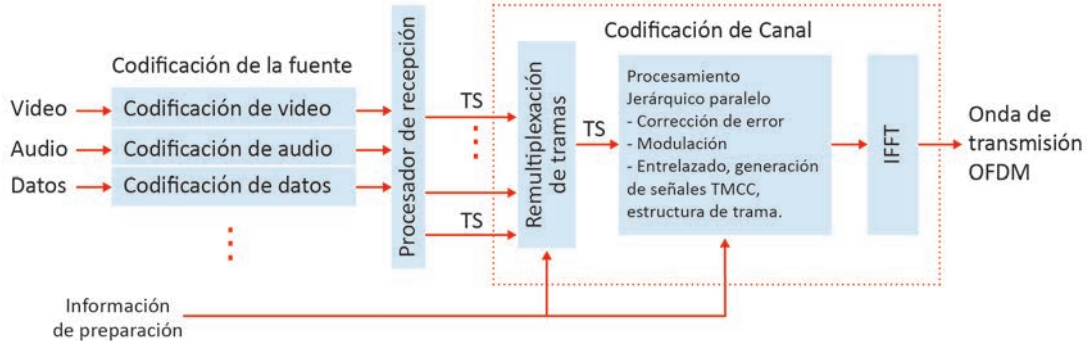 Codificación de la fuente
Video
Codificación de video
Audio
Codificación de audio
Datos
Codificación de datos
Procesador de recepción
TS
TS
Codificación de Canal
Remultiplexación
de tramas
TS
Procesamiento
Jerárquico paralelo
- Corrección de error
- Modulación
- Entrelazado, generación
de señales TMCC,
estructura de trama.
IFFT
Onda de
transmisión
OFDM
Información
de preparación